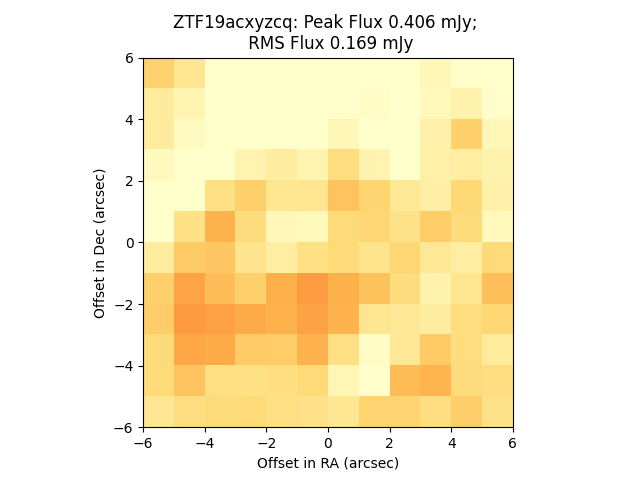 ZTF19acxyzcq: Peak Flux 0.406 mJy;
RMS Flux 0.169 mJy
6
4
2
0
−2
−4
−6
Offset in Dec (arcsec)
−6 −4 −2 0 2 4 6
Offset in RA (arcsec)